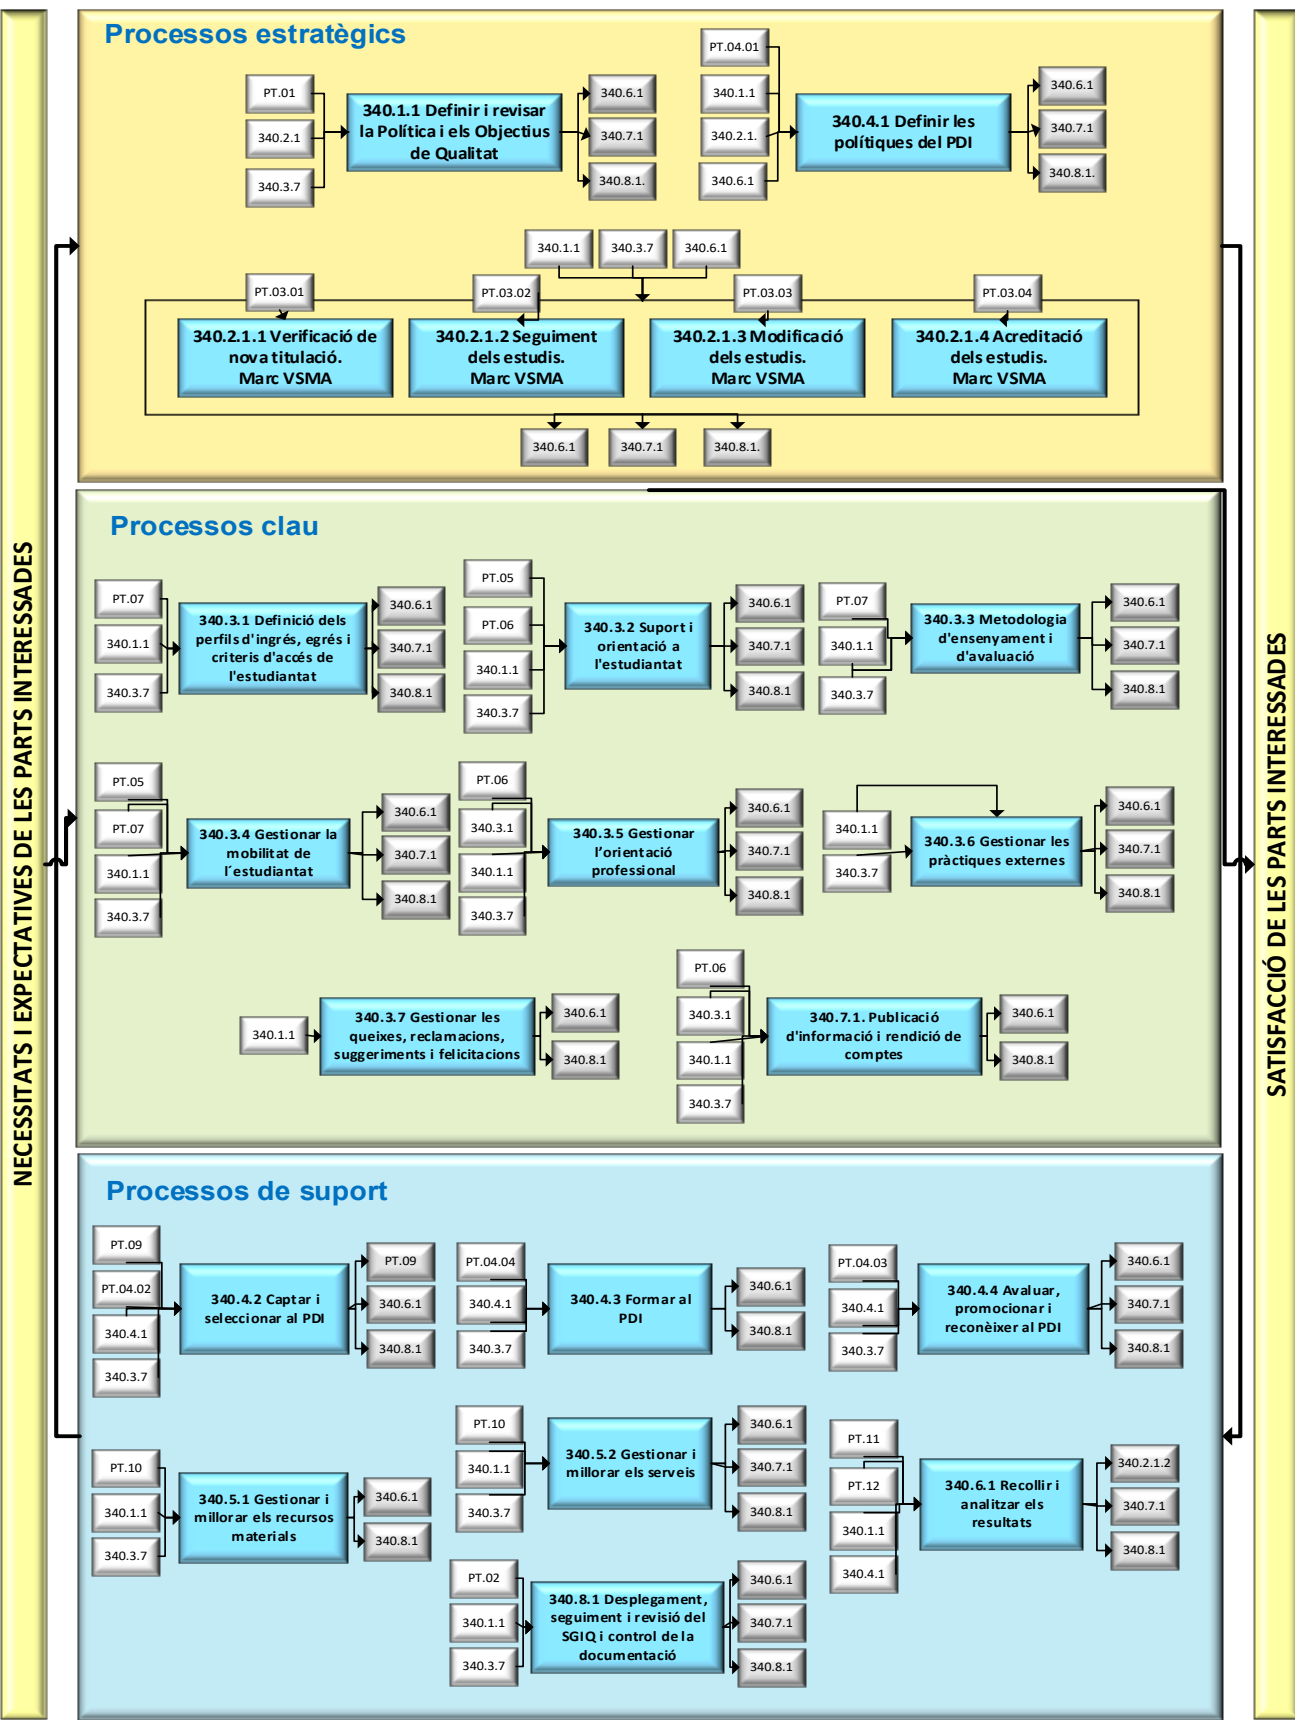 NECESSITATS I EXPECTATIVES DE LES PARTS INTERESSADES
Processos estratègics
PT.01
340.2.1
340.3.7
340.1.1 Definir i revisar
la Política i els Objectius
de Qualitat
340.6.1
340.7.1
340.8.1.
PT.04.01
340.1.1
340.2.1.
340.6.1
340.4.1 Definir les
polítiques del PDI
340.6.1
340.7.1
340.8.1.
340.1.1
340.3.7
340.6.1
PT.03.01
PT.03.02
PT.03.03
PT.03.04
340.2.1.1 Verificació de
nova titulació.
Marc VSMA
340.2.1.2 Seguiment
dels estudis.
Marc VSMA
340.2.1.3 Modificació
dels estudis.
Marc VSMA
340.2.1.4 Acreditació
dels estudis.
Marc VSMA
340.6.1
340.7.1
340.8.1.
Processos clau
PT.07
340.1.1
340.3.7
340.3.1 Definició dels
perfils d'ingrés, egrés i
criteris d'accés de
l'estudiantat
340.6.1
340.7.1
340.8.1
PT.05
PT.06
340.1.1
340.3.7
340.3.2 Suport i
orientació a
l'estudiantat
340.6.1
340.7.1
340.8.1
PT.07
340.1.1
340.3.7
340.3.3 Metodologia
d'ensenyament i
d'avaluació
340.6.1
340.7.1
340.8.1
PT.05
PT.07
340.1.1
340.3.7
340.3.4 Gestionar la
mobilitat de
l´estudiantat
340.6.1
340.7.1
340.8.1
PT.06
340.3.1
340.1.1
340.3.7
340.3.5 Gestionar
l’orientació
professional
340.6.1
340.7.1
340.8.1
340.1.1
340.3.7
340.3.6 Gestionar les
pràctiques externes
340.6.1
340.7.1
340.8.1
340.1.1
340.3.7 Gestionar les
queixes, reclamacions,
suggeriments i felicitacions
340.6.1
340.8.1
PT.06
340.3.1
340.1.1
340.3.7
340.7.1. Publicació
d'informació i rendició de
comptes
340.6.1
340.8.1
Processos de suport
PT.09
PT.04.02
340.4.1
340.3.7
340.4.2 Captar i
seleccionar al PDI
PT.09
340.6.1
340.8.1
PT.04.04
340.4.1
340.3.7
340.4.3 Formar al
PDI
340.6.1
340.8.1
PT.04.03
340.4.1
340.3.7
340.4.4 Avaluar,
promocionar i
reconèixer al PDI
340.6.1
340.7.1
340.8.1
PT.10
340.1.1
340.3.7
340.5.1 Gestionar i
millorar els recursos
materials
340.6.1
340.8.1
PT.10
340.1.1
340.3.7
340.5.2 Gestionar i
millorar els serveis
340.6.1
340.7.1
340.8.1
PT.11
PT.12
340.1.1
340.4.1
340.6.1 Recollir i
analitzar els
resultats
340.2.1.2
340.7.1
340.8.1
PT.02
340.1.1
340.3.7
340.8.1 Desplegament,
seguiment i revisió del
SGIQ i control de la
documentació
340.6.1
340.7.1
340.8.1
SATISFACCIÓ DE LES PARTS INTERESSADES